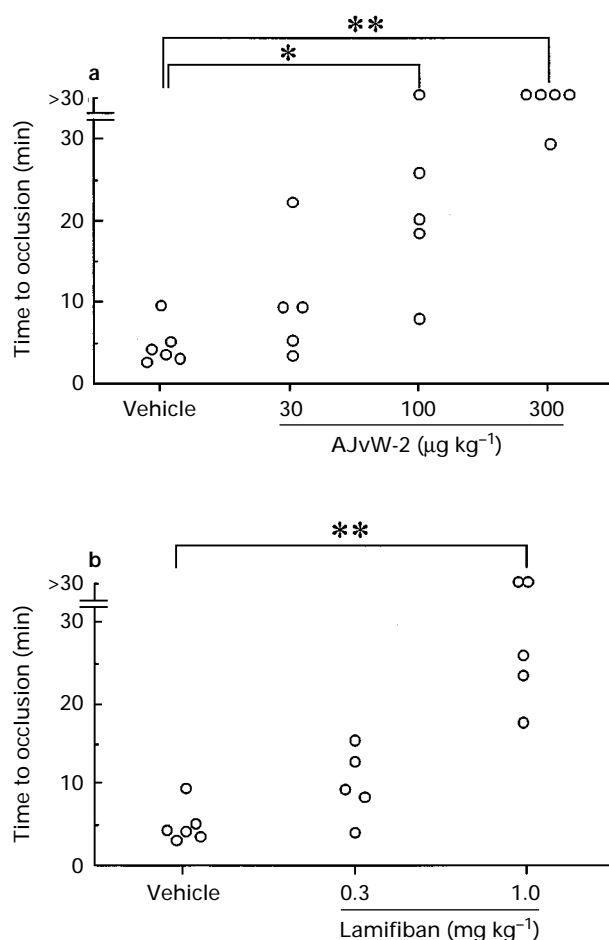 **
a
*
>30
30
20
10
0
Time to occlusion (min)
Vehicle 30 100 300
AJvW-2 (μg kg⁻¹)
**
b
>30
30
20
10
0
Time to occlusion (min)
Vehicle 0.3 1.0
Lamifiban (mg kg⁻¹)